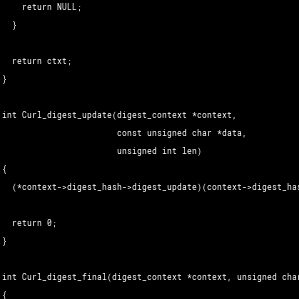 return NULL;
}
return ctxt;
}
int Curl_digest_update(digest_context *context,
const unsigned char *data,
unsigned int len)
{
(*context->digest_hash->digest_update)(context->digest_has
return 0;
}
int Curl_digest_final(digest_context *context, unsigned char
{